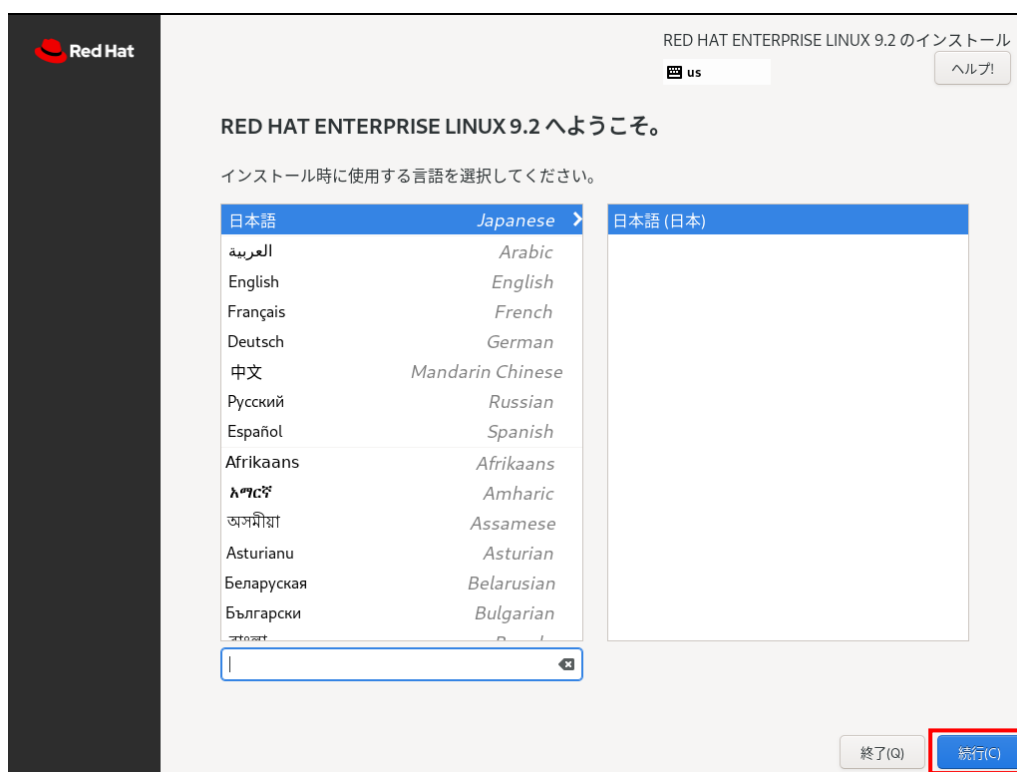 Red Hat
RED HAT ENTERPRISE LINUX 9.2 のインストール
us
ヘルプ!
RED HAT ENTERPRISE LINUX 9.2 へようこそ。
インストール時に使用する言語を選択してください。
日本語 Japanese
日本語 (日本)
العربية Arabic
English English
Français French
Deutsch German
中文 Mandarin Chinese
Русский Russian
Español Spanish
Afrikaans Afrikaans
አማርኛ Amharic
অসমীয়া Assamese
Asturianu Asturian
Беларуская Belarusian
Български Bulgarian
終了(Q)
続行(C)